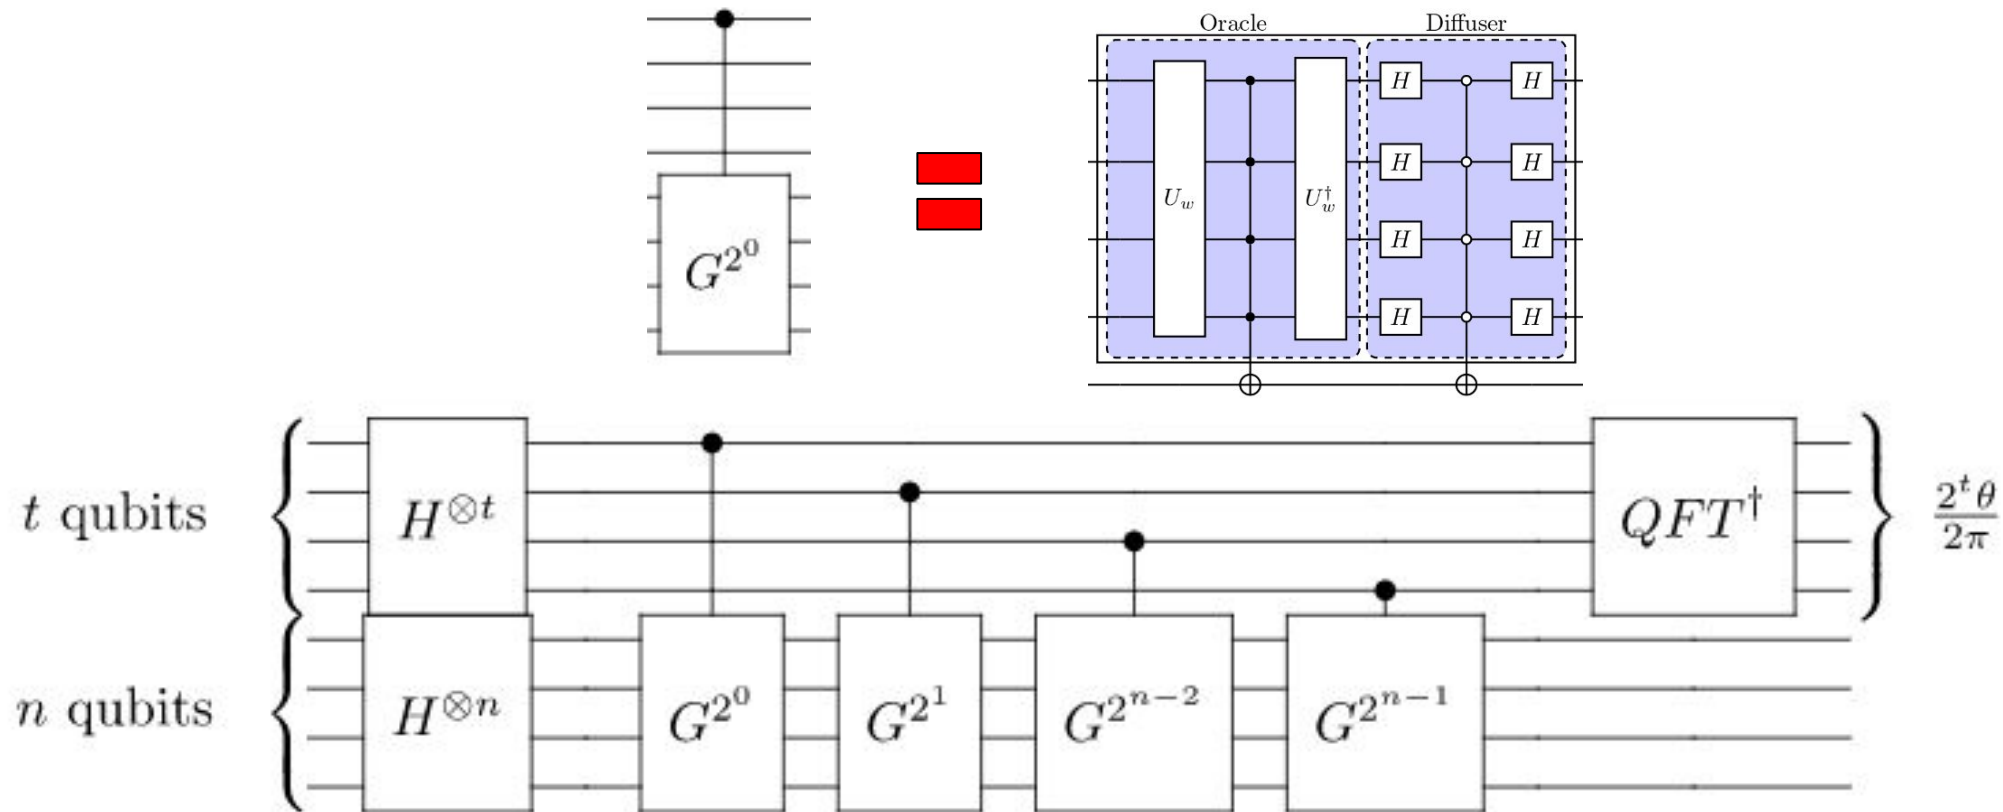 Oracle Diffuser
H H
H H
U_w U_w^†
H H
H H
G^{2^0}
t qubits H^{⊗t} QFT^† \frac{2^t θ}{2π}
n qubits H^{⊗n} G^{2^0} G^{2^1} G^{2^{n-2}} G^{2^{n-1}}